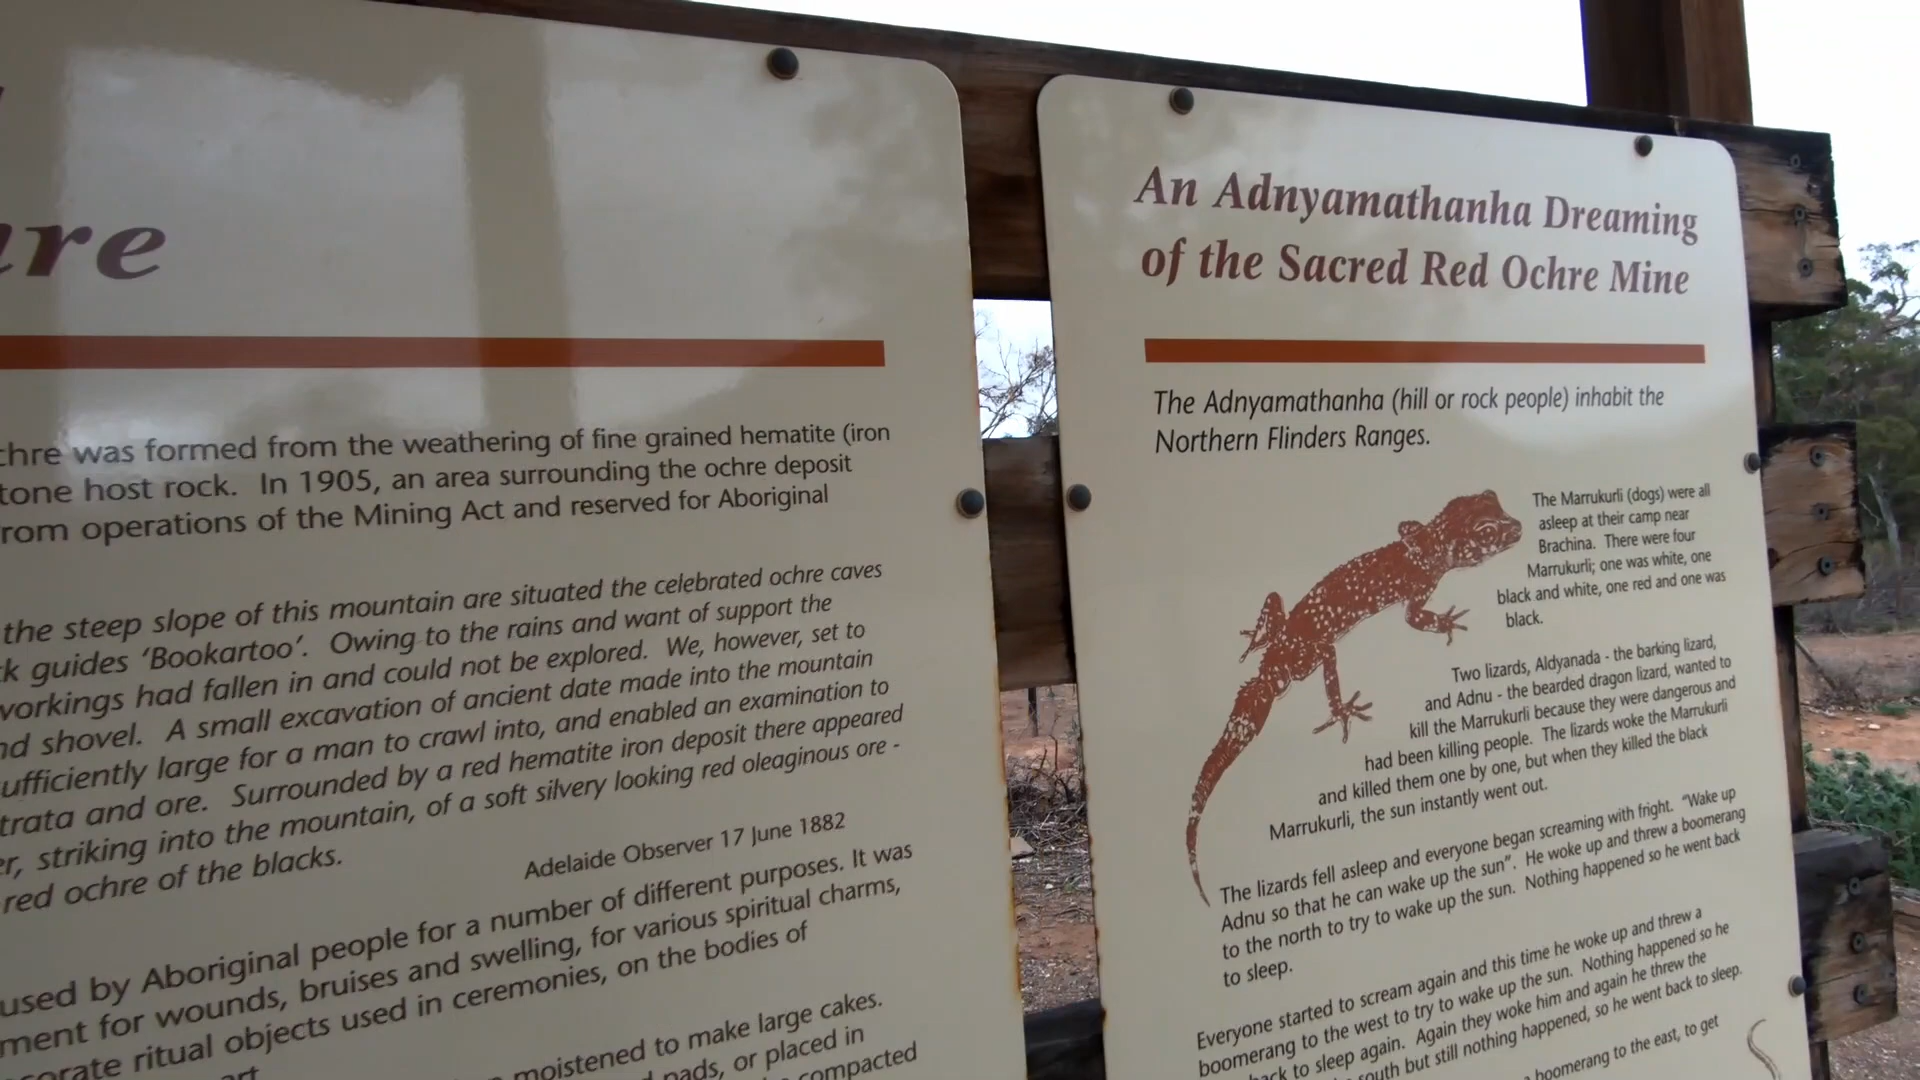 of fine grained hematite (iron
tone host rock. In 1905, an area surrounding the ochre deposit
rom operations of the Mining Act and reserved for Aboriginal
the steep slope of this mountain are situated the celebrated ochre caves
guides 'Bookartoo'. Owing to the rains and want of support the
workings had fallen in and could not be explored. We, however, set to
nd shovel. A small excavation of ancient date made into the mountain
ufficiently large for a man to crawl into, and enabled an examination to
trata and ore. Surrounded by a red hematite iron deposit there appeared
er, striking into the mountain, of a soft silvery looking red oleaginous ore -
red ochre of the blacks.
Adelaide Observer 17 June 1882
used by Aboriginal people for a number of different purposes. It was
ment for wounds, bruises and swelling, for various spiritual charms,
orate ritual objects used in ceremonies, on the bodies of
moistened to make large cakes.
pads, or placed in
compacted
An Adnyamathanha Dreaming
of the Sacred Red Ochre Mine
The Adnyamathanha (hill or rock people) inhabit the
Northern Flinders Ranges.
The Marrukurli (dogs) were all
asleep at their camp near
Brachina. There were four
Marrukurli; one was white, one
black and white, one red and one was
black.
Two lizards, Aldyanada - the barking lizard,
and Adnu - the bearded dragon lizard, wanted to
kill the Marrukurli because they were dangerous and
had been killing people. The lizards woke the Marrukurli
and killed them one by one, but when they killed the black
Marrukurli, the sun instantly went out.
The lizards fell asleep and everyone began screaming with fright. "Wake up
Adnu so that he can wake up the sun". He woke up and threw a boomerang
to the north to try to wake up the sun. Nothing happened so he went back
to sleep.
Everyone started to scream again and this time he woke up and threw a
boomerang to the west to try to wake up the sun. Nothing happened so he
back to sleep again. Again they woke him and again he threw the
south but still nothing happened, so he went back to sleep.
boomerang to the east, to get